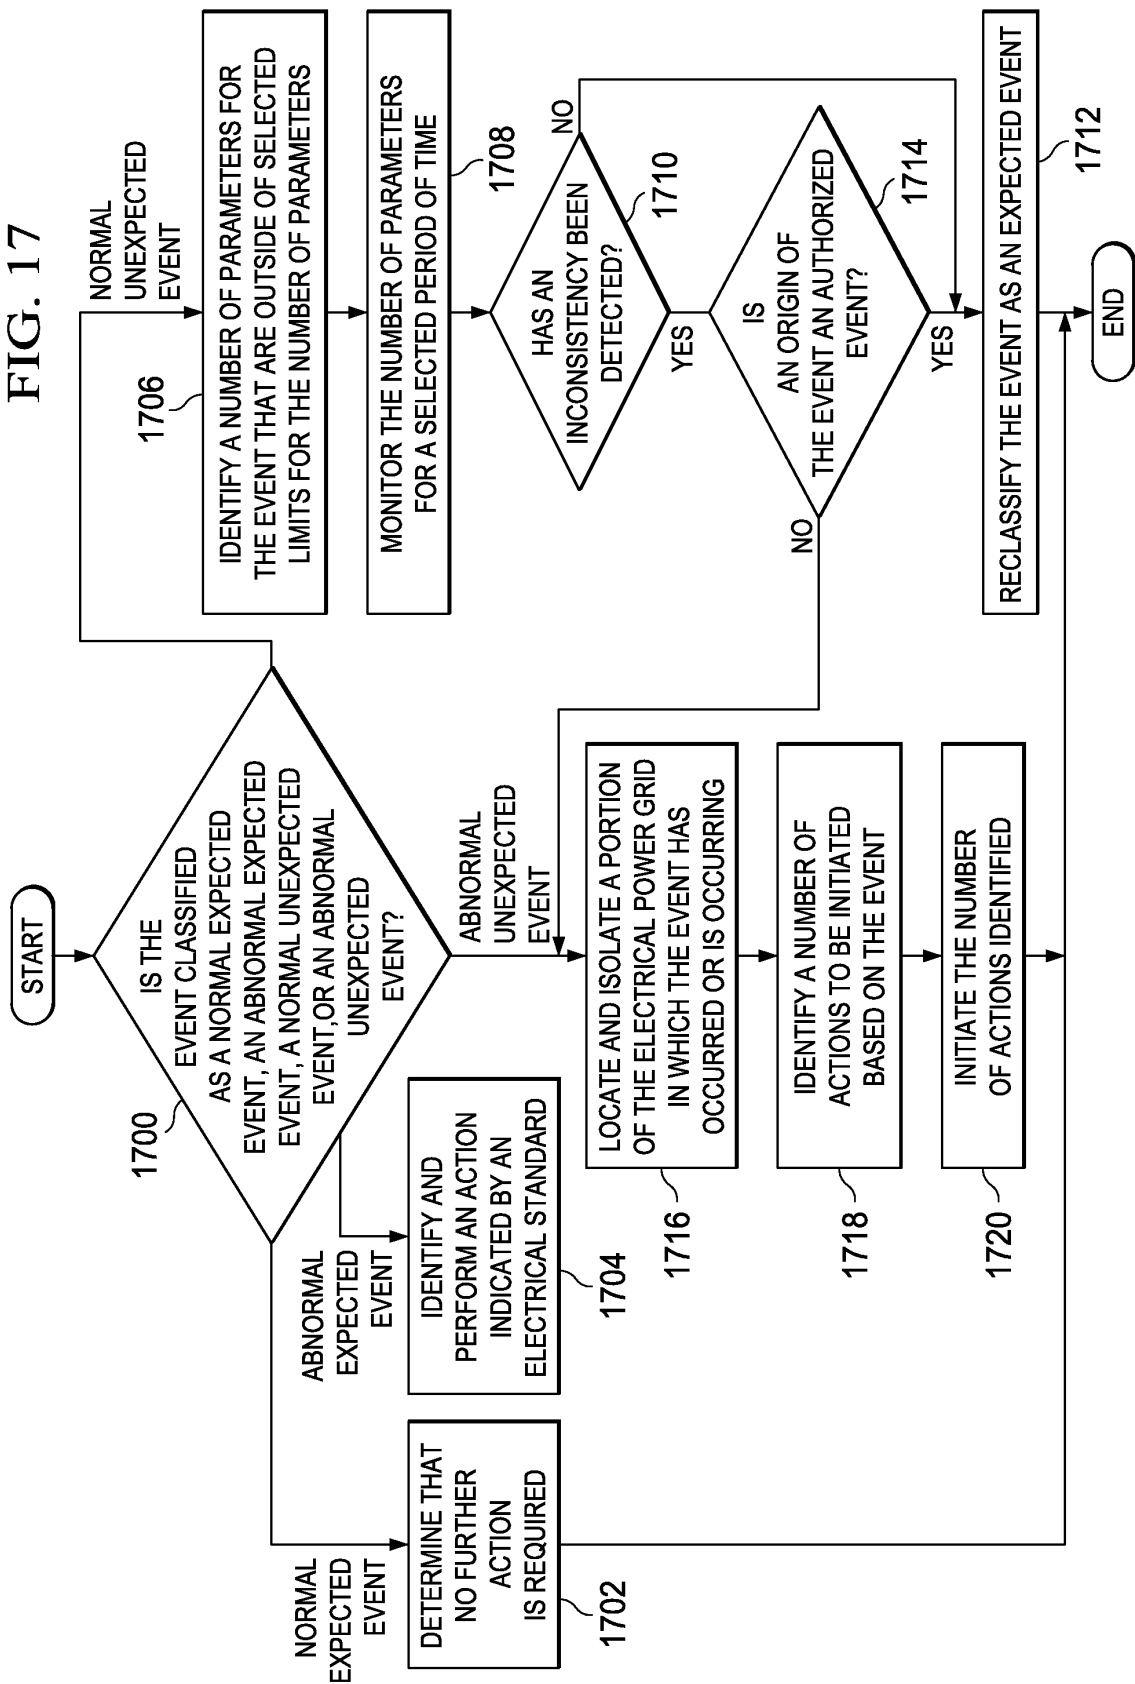 FIG. 17
START
1700
IS THE
EVENT CLASSIFIED
AS A NORMAL EXPECTED
EVENT, AN ABNORMAL EXPECTED
EVENT, A NORMAL UNEXPECTED
EVENT,OR AN ABNORMAL
UNEXPECTED
EVENT?
NORMAL
EXPECTED
EVENT
DETERMINE THAT
NO FURTHER
ACTION
IS REQUIRED
1702
ABNORMAL
EXPECTED
EVENT
IDENTIFY AND
PERFORM AN ACTION
INDICATED BY AN
ELECTRICAL STANDARD
1704
ABNORMAL
UNEXPECTED
EVENT
LOCATE AND ISOLATE A PORTION
OF THE ELECTRICAL POWER GRID
IN WHICH THE EVENT HAS
OCCURRED OR IS OCCURRING
1716
IDENTIFY A NUMBER OF
ACTIONS TO BE INITIATED
BASED ON THE EVENT
1718
INITIATE THE NUMBER
OF ACTIONS IDENTIFIED
1720
NORMAL
UNEXPECTED
EVENT
1706
IDENTIFY A NUMBER OF PARAMETERS FOR
THE EVENT THAT ARE OUTSIDE OF SELECTED
LIMITS FOR THE NUMBER OF PARAMETERS
MONITOR THE NUMBER OF PARAMETERS
FOR A SELECTED PERIOD OF TIME
1708
HAS AN
INCONSISTENCY BEEN
DETECTED?
NO
1710
YES
IS
AN ORIGIN OF
THE EVENT AN AUTHORIZED
EVENT?
1714
NO
YES
RECLASSIFY THE EVENT AS AN EXPECTED EVENT
1712
END